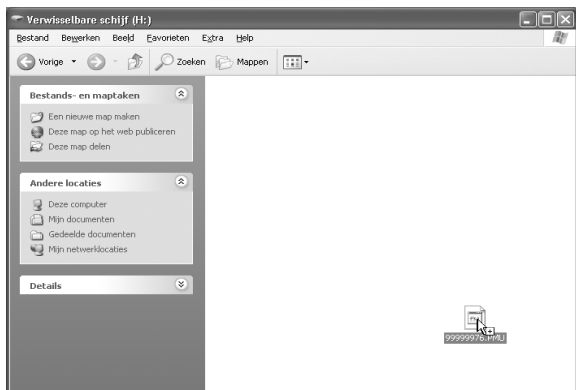 Verwisselbare schijf (H:)
Bestand Bewerken Beeld Favorieten Extra Help
Vorige Zoeken Mappen
Bestands- en maptaken
Een nieuwe map maken
Deze map op het web publiceren
Deze map delen
Andere locaties
Deze computer
Mijn documenten
Gedeelde documenten
Mijn netwerklocaties
Details
99999976.PMU